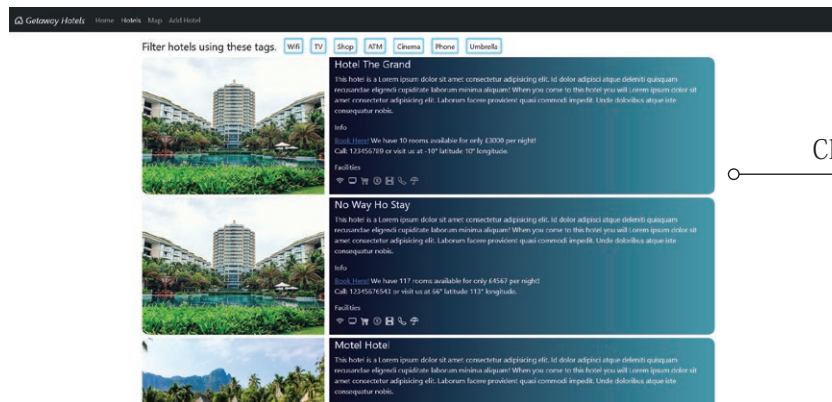 Getaway Hotels Home Hotels Map Add Hotel
Filter hotels using these tags. Wifi TV Shop ATM Cinema Phone Umbrella
Hotel The Grand
This hotel is a Lorem ipsum dolor sit amet consectetur adipisicing elit. Id dolor adipisci atque deleniti quisquam
recusandae eligendi cupiditate laborum minima aliquam! When you come to this hotel you will Lorem ipsum dolor sit
amet consectetur adipisicing elit. Laborum facere provident quasi commodi impedit. Unde doloribus atque iste
consequatur nobis.
Info
Book Here! We have 10 rooms available for only £3000 per night!
Call: 123456789 or visit us at -10° latitude 10° longitude.
Facilities
No Way Ho Stay
This hotel is a Lorem ipsum dolor sit amet consectetur adipisicing elit. Id dolor adipisci atque deleniti quisquam
recusandae eligendi cupiditate laborum minima aliquam! When you come to this hotel you will Lorem ipsum dolor sit
amet consectetur adipisicing elit. Laborum facere provident quasi commodi impedit. Unde doloribus atque iste
consequatur nobis.
Info
Book Here! We have 117 rooms available for only £4567 per night!
Call: 12345676543 or visit us at 66° latitude 113° longitude.
Facilities
Motel Hotel
This hotel is a Lorem ipsum dolor sit amet consectetur adipisicing elit. Id dolor adipisci atque deleniti quisquam
recusandae eligendi cupiditate laborum minima aliquam! When you come to this hotel you will Lorem ipsum dolor sit
amet consectetur adipisicing elit. Laborum facere provident quasi commodi impedit. Unde doloribus atque iste
consequatur nobis.